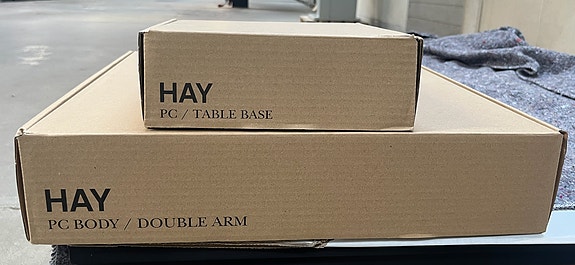 HAY
PC / TABLE BASE
HAY
PC BODY / DOUBLE ARM